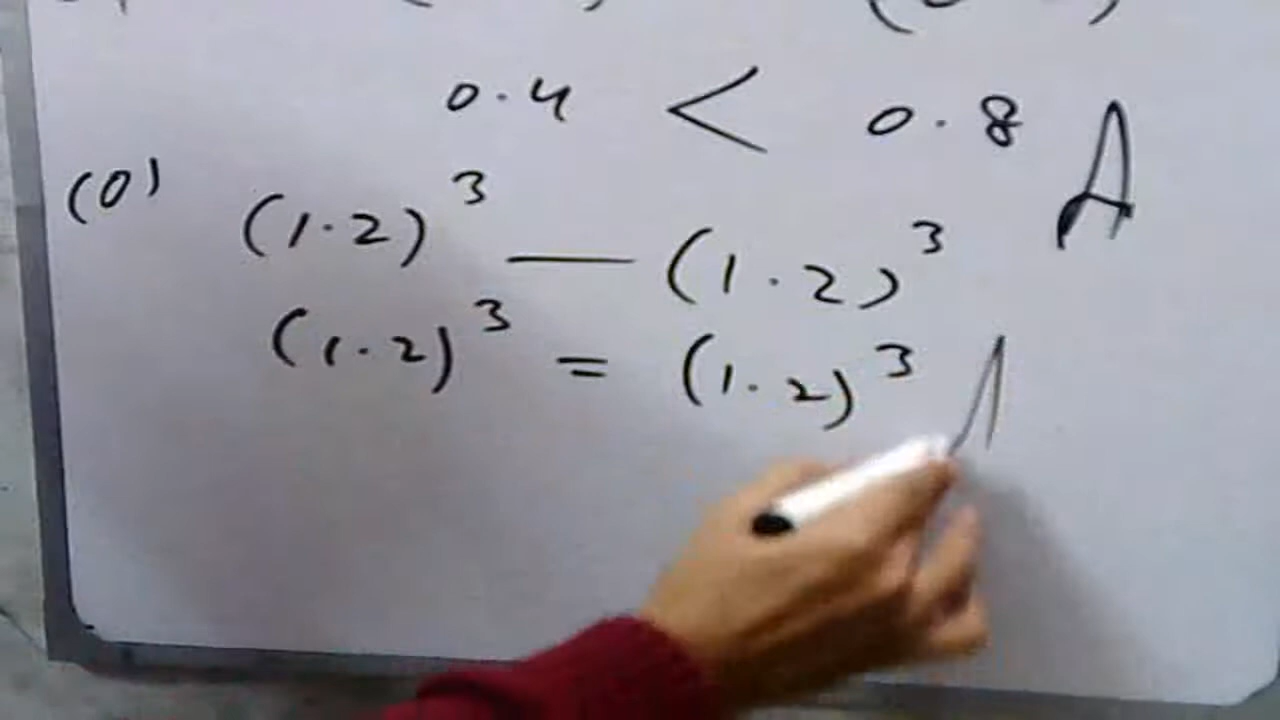 0.4 < 0.8 A
(o) (1.2)³ — (1.2)³
(1.2)³ = (1.2)³